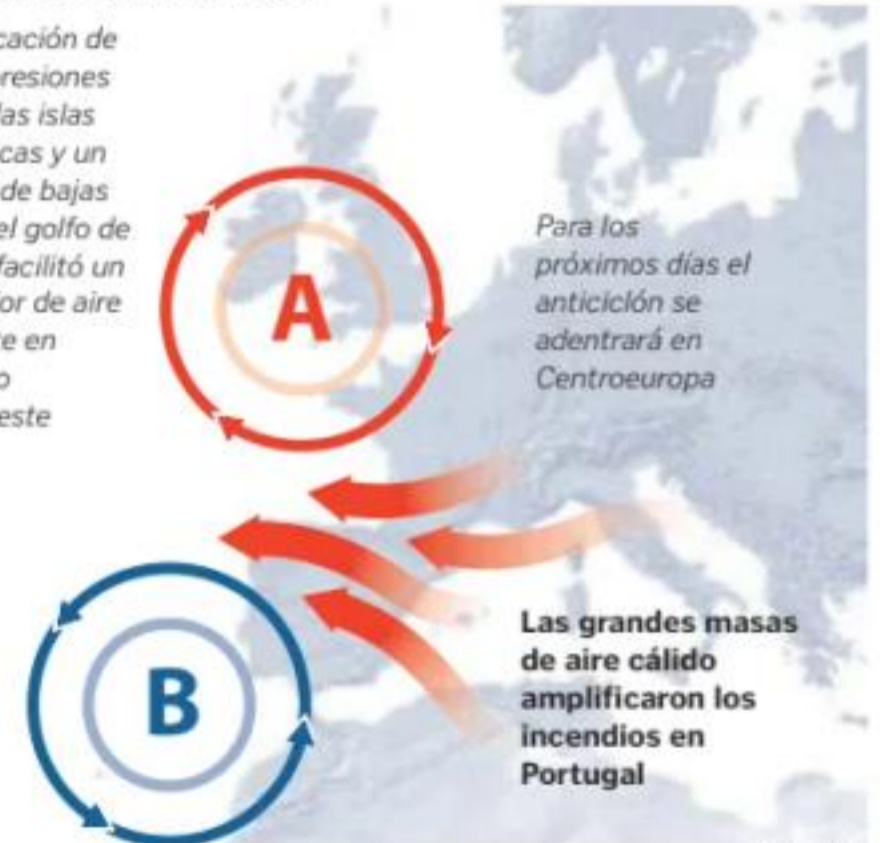 cación de
resiones
las islas
cas y un
de bajas
el golfo de
facilitó un
or de aire
te en
o
este
A
Para los
próximos días el
anticiclón se
adentrará en
Centroeuropa
B
Las grandes masas
de aire cálido
amplificaron los
incendios en
Portugal